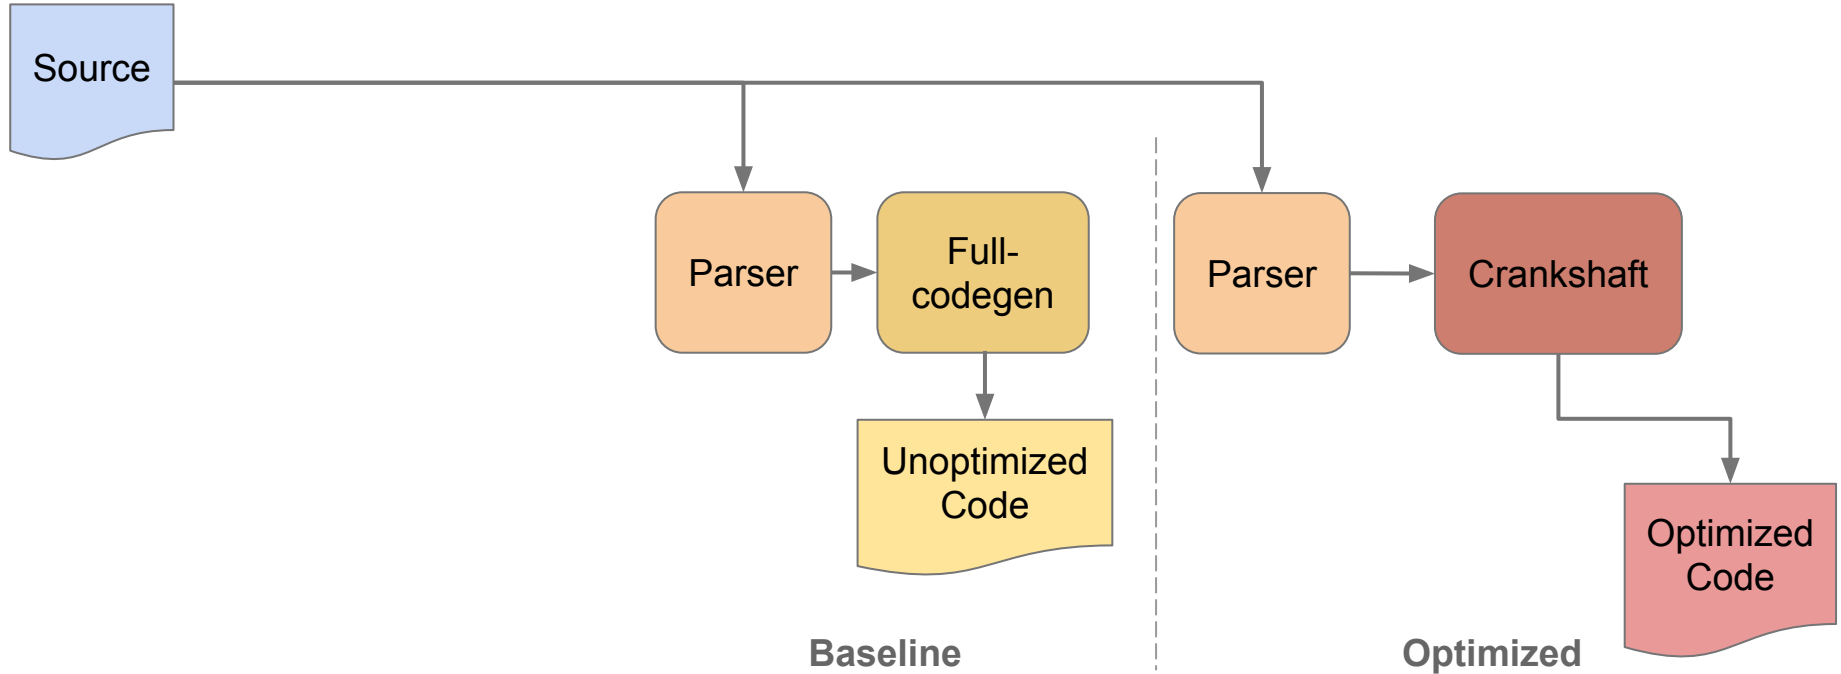 Source
Parser
Full-
codegen
Parser
Crankshaft
Unoptimized
Code
Optimized
Code
Baseline
Optimized